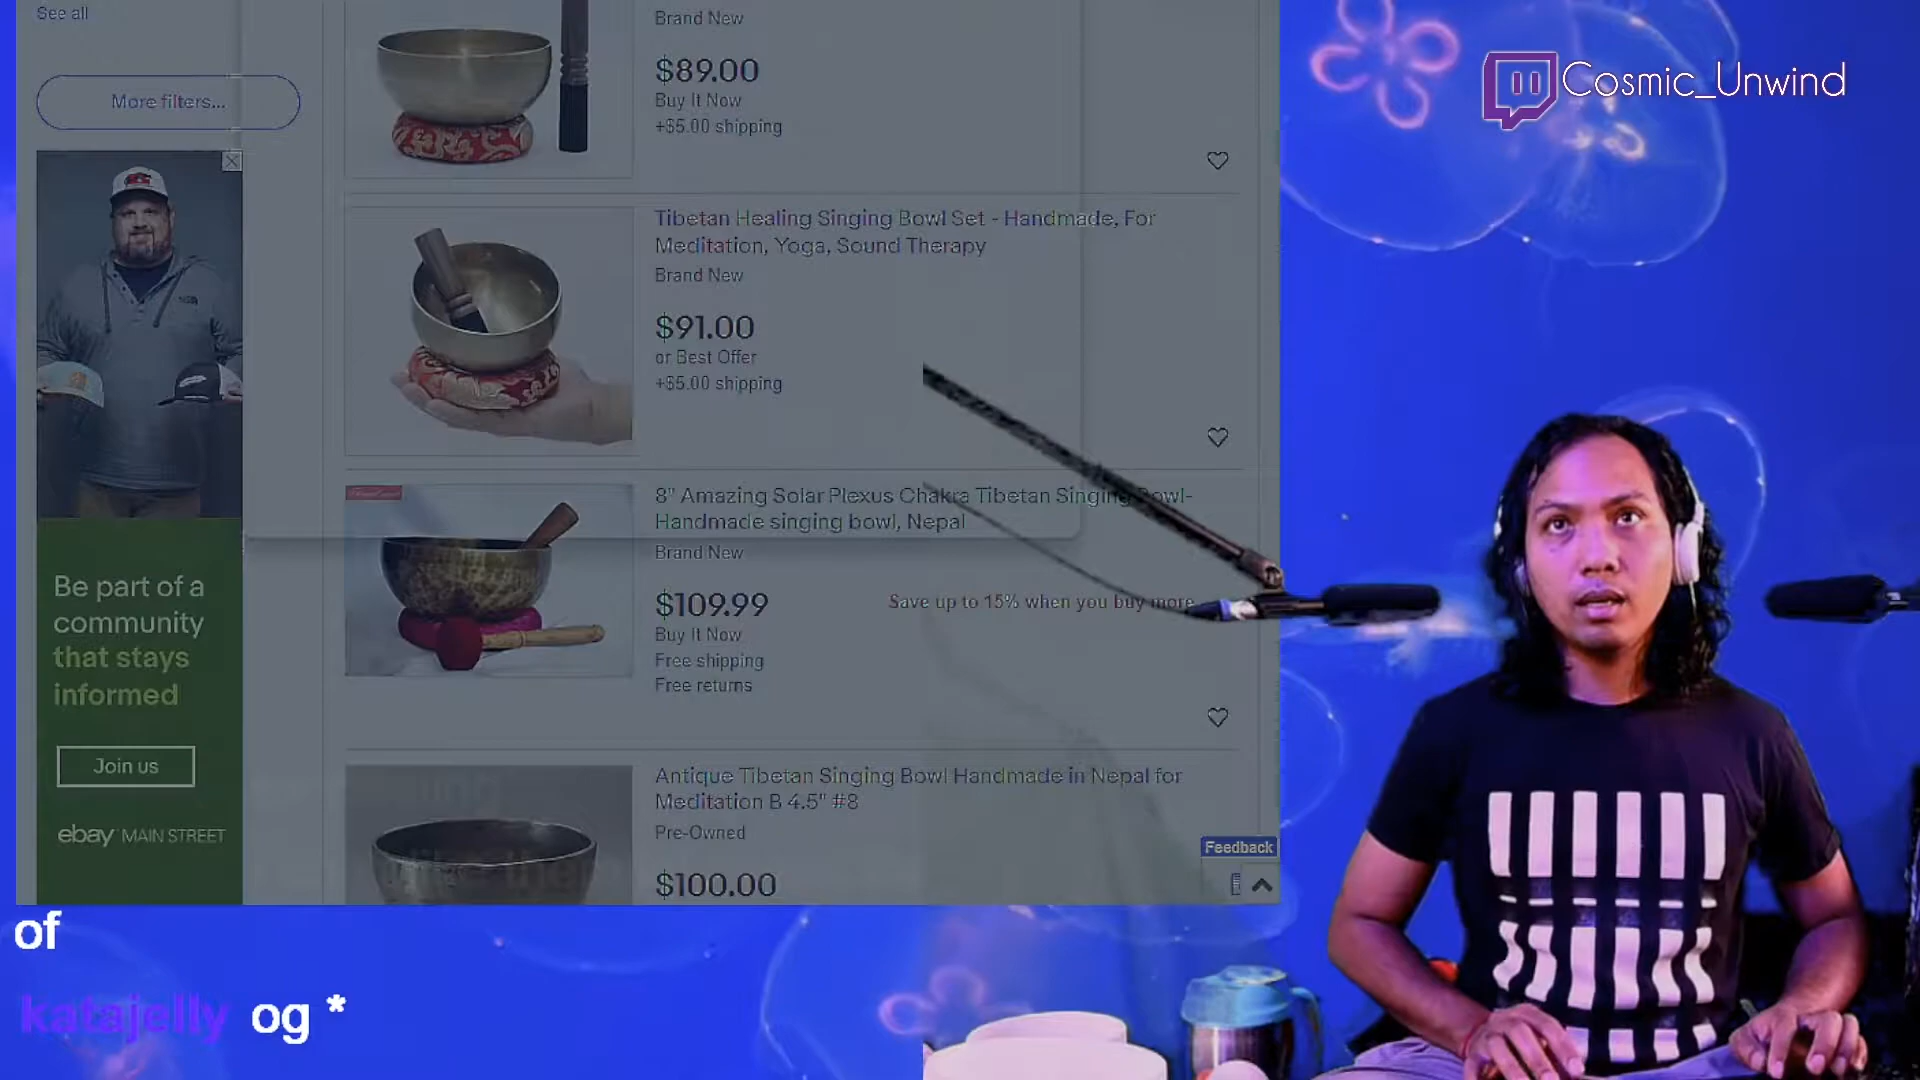 See all
More filters...
Be part of a
community
that stays
informed
Join us
ebay MAIN STREET
Brand New
$89.00
Buy It Now
+$5.00 shipping
Tibetan Healing Singing Bowl Set - Handmade, For
Meditation, Yoga, Sound Therapy
Brand New
$91.00
or Best Offer
+$5.00 shipping
8" Amazing Solar Plexus Chakra Tibetan Singing Bowl-
Handmade singing bowl, Nepal
Brand New
$109.99
Buy It Now
Free shipping
Free returns
Save up to 15% when you buy more
Antique Tibetan Singing Bowl Handmade in Nepal for
Meditation B 4.5" #8
Pre-Owned
$100.00
Feedback
Cosmic_Unwind
of
katajelly og *